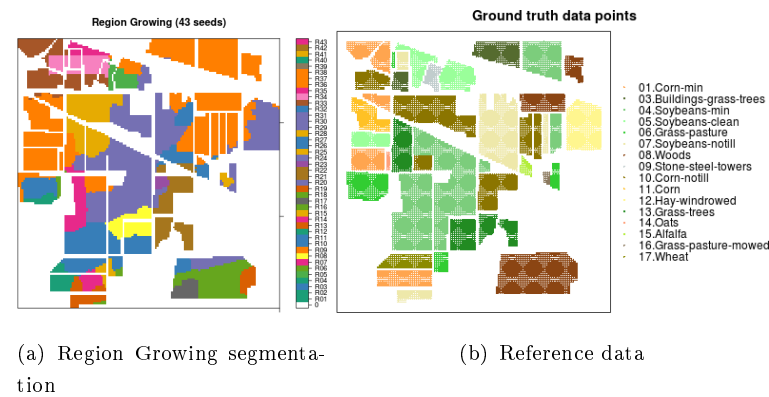 Region Growing (43 seeds)
R43
R42
R41
R40
R39
R38
R37
R36
R35
R34
R33
R32
R31
R30
R29
R28
R27
R26
R25
R24
R23
R22
R21
R20
R19
R18
R17
R16
R15
R14
R13
R12
R11
R10
R09
R08
R07
R06
R05
R04
R03
R02
R01
0
Ground truth data points
01.Corn-min
03.Buildings-grass-trees
04.Soybeans-min
05.Soybeans-clean
06.Grass-pasture
07.Soybeans-notill
08.Woods
09.Stone-steel-towers
10.Corn-notill
11.Corn
12.Hay-windrowed
13.Grass-trees
14.Oats
15.Alfalfa
16.Grass-pasture-mowed
17.Wheat
(a) Region Growing segmenta-
tion
(b) Reference data